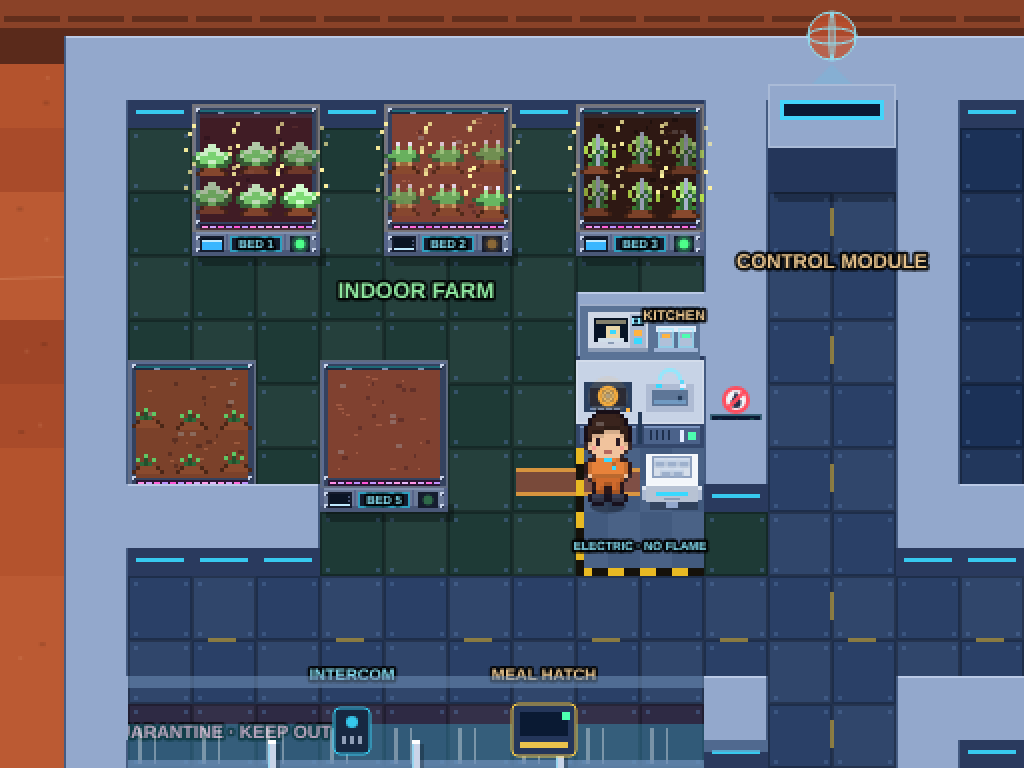 BED 1
BED 2
BED 3
CONTROL MODULE
INDOOR FARM
KITCHEN
BED 5
ELECTRIC · NO FLAME
INTERCOM
MEAL HATCH
UARANTINE · KEEP OUT